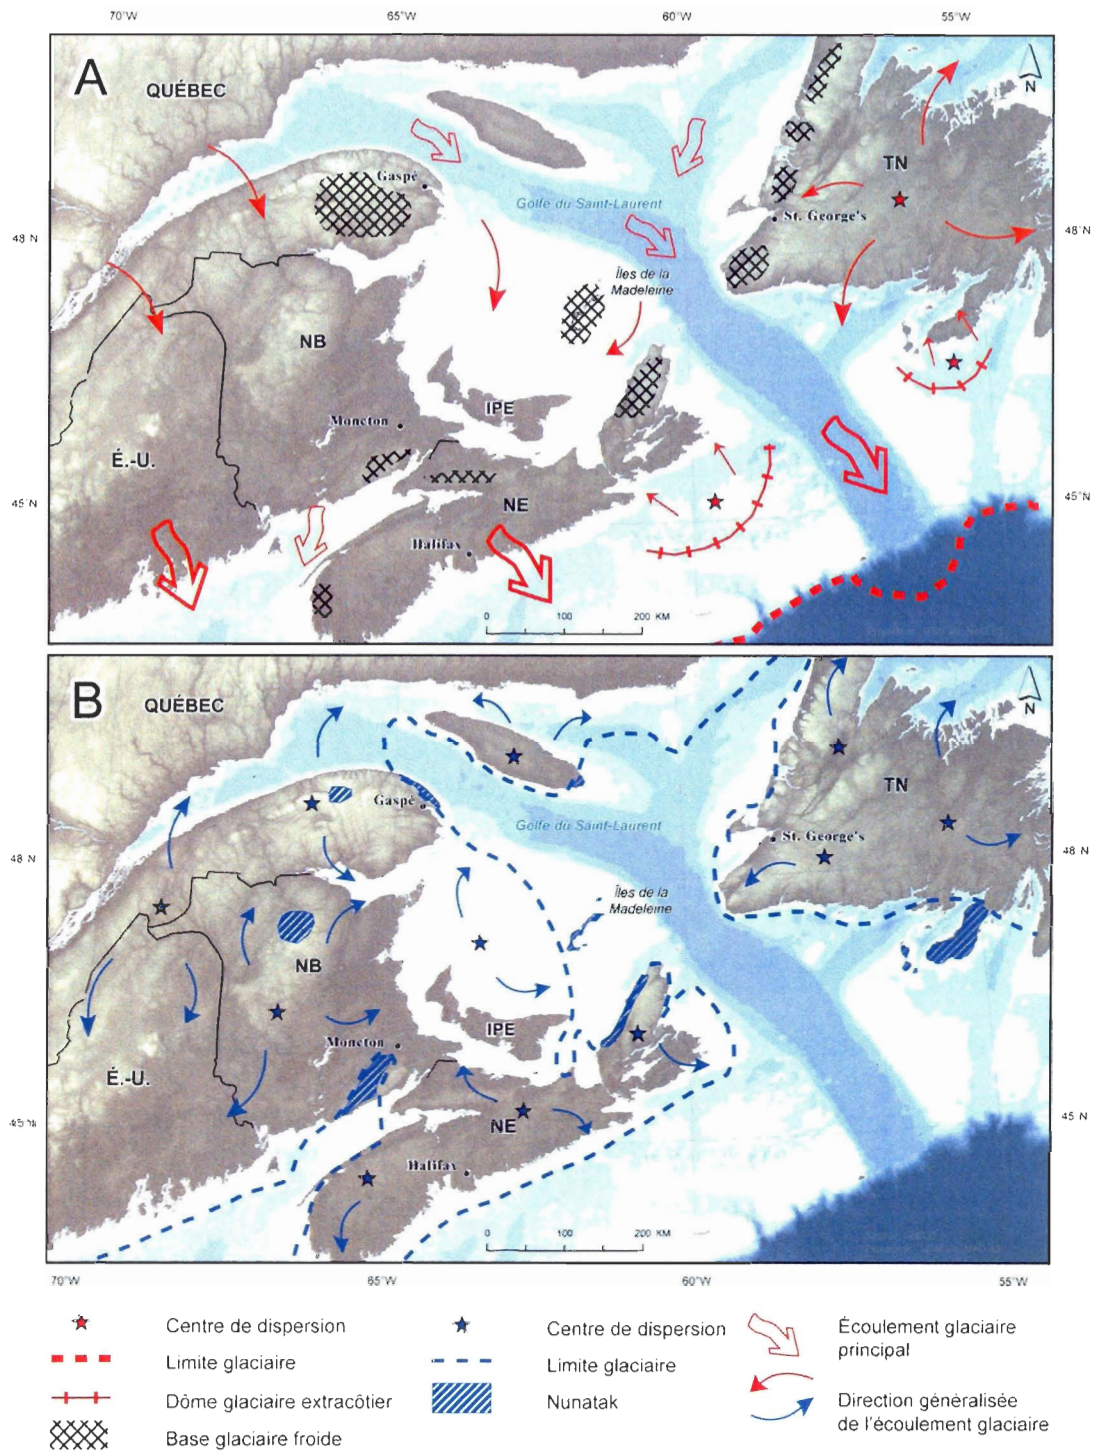 70°W 65°W 60°W 55°W
A
QUÉBEC
N
TN
Gaspé
Golfe du Saint-Laurent
St. George's
48°N
48°N
Îles de la
Madeleine
NB
IPE
Moncton
É.-U.
45°N
NE
45°N
Halifax
0 100 200 KM
B
QUÉBEC
N
TN
Gaspé
Golfe du Saint-Laurent
St. George's
48°N
48°N
Îles de la
Madeleine
NB
IPE
Moncton
É.-U.
45°N
NE
45°N
Halifax
0 100 200 KM
70°W 65°W 60°W 55°W
Centre de dispersion
Limite glaciaire
Dôme glaciaire extracôtier
Base glaciaire froide
Centre de dispersion
Limite glaciaire
Nunatak
Écoulement glaciaire
principal
Direction généralisée
de l'écoulement glaciaire